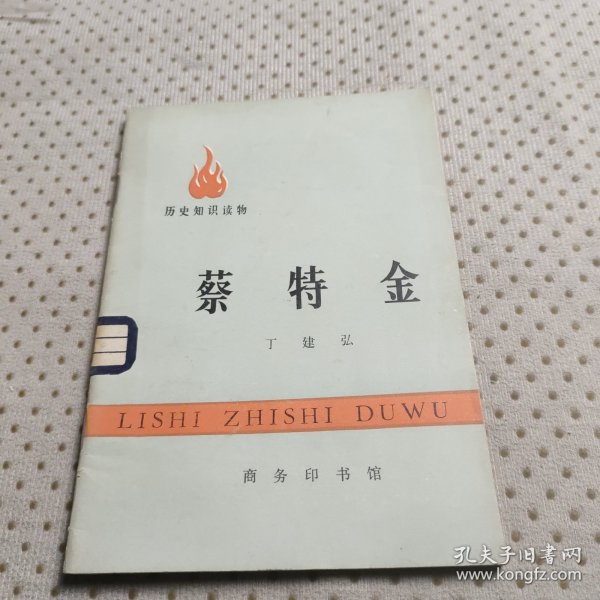 历史知识读物
蔡特金
丁建弘
LISHI ZHISHI DUWU
商务印书馆
孔夫子旧书网
www.kongfz.com